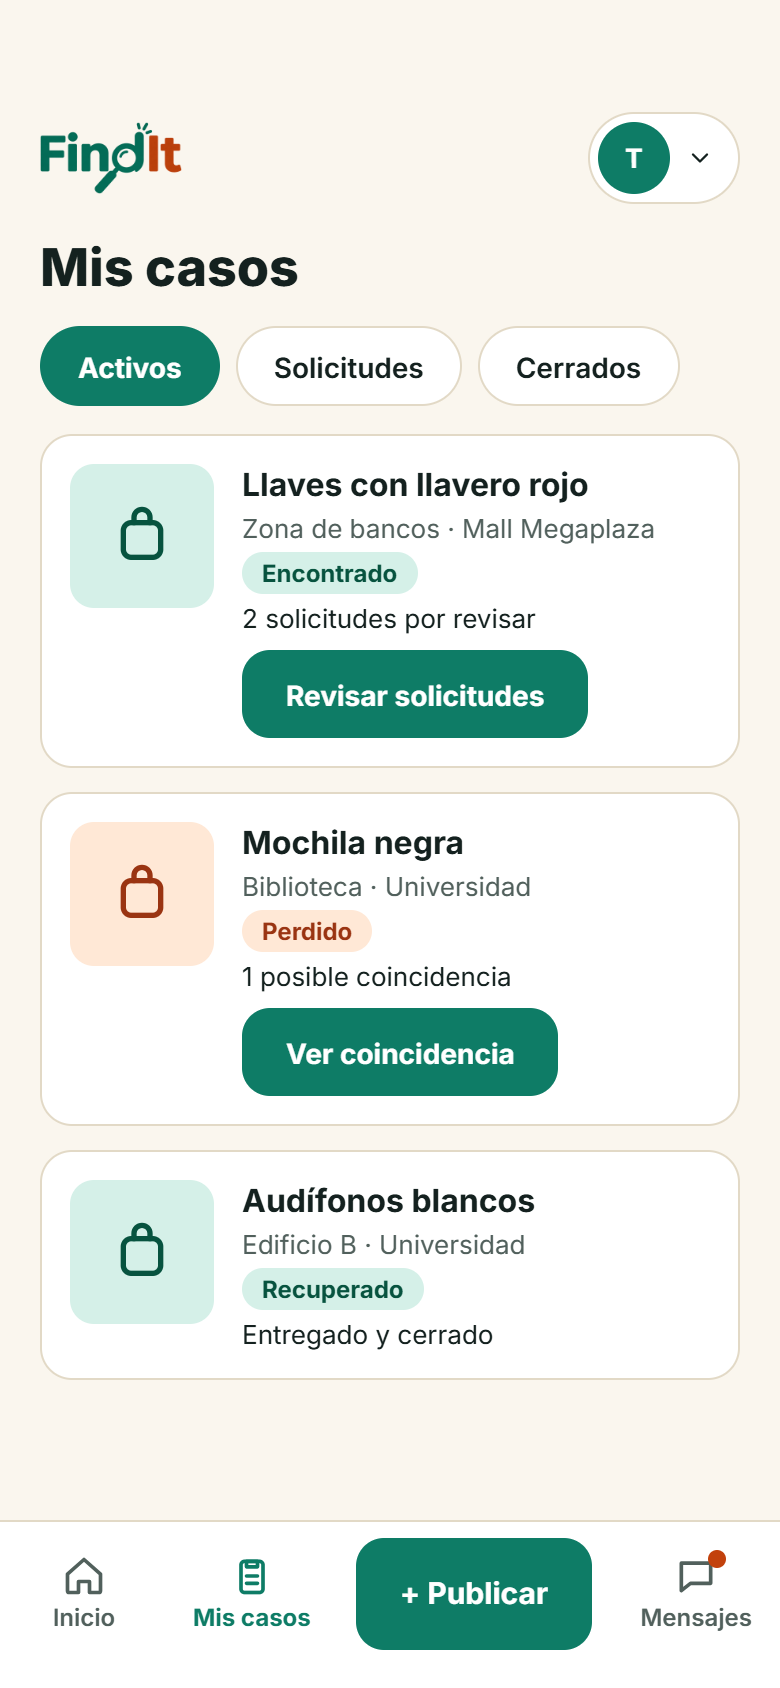 FindIt
T
Mis casos
Activos
Solicitudes
Cerrados
Llaves con llavero rojo
Zona de bancos · Mall Megaplaza
Encontrado
2 solicitudes por revisar
Revisar solicitudes
Mochila negra
Biblioteca · Universidad
Perdido
1 posible coincidencia
Ver coincidencia
Audífonos blancos
Edificio B · Universidad
Recuperado
Entregado y cerrado
Inicio
Mis casos
+ Publicar
Mensajes